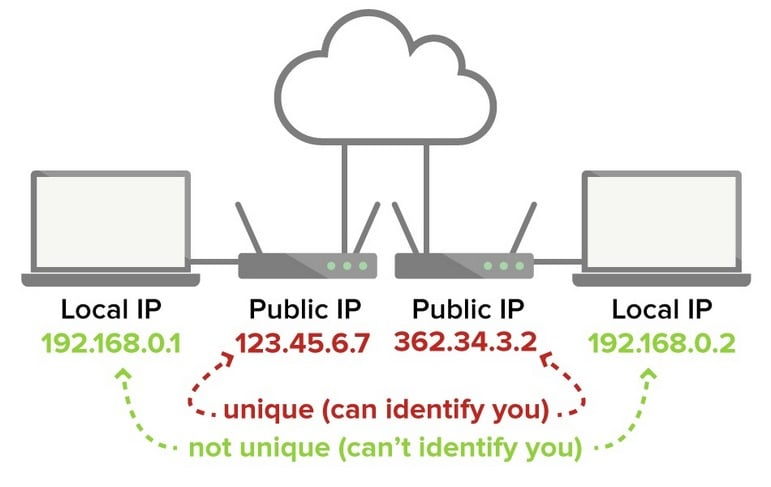 Local IP
192.168.0.1
Public IP
123.45.6.7
Public IP
362.34.3.2
Local IP
192.168.0.2
unique (can identify you)
not unique (can't identify you)